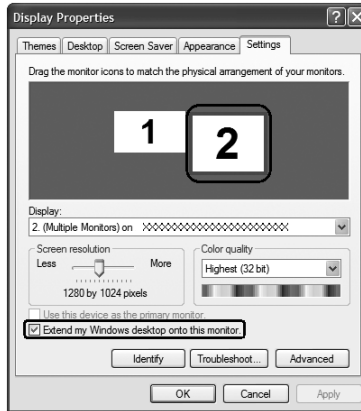 Display Properties
Themes Desktop Screen Saver Appearance Settings
Drag the monitor icons to match the physical arrangement of your monitors.
1 2
Display:
2. (Multiple Monitors) on XXXXXXXXXXXXXXXXXXXXXX
Screen resolution Color quality
Less More Highest (32 bit)
1280 by 1024 pixels
Use this device as the primary monitor.
Extend my Windows desktop onto this monitor.
Identify Troubleshoot... Advanced
OK Cancel Apply